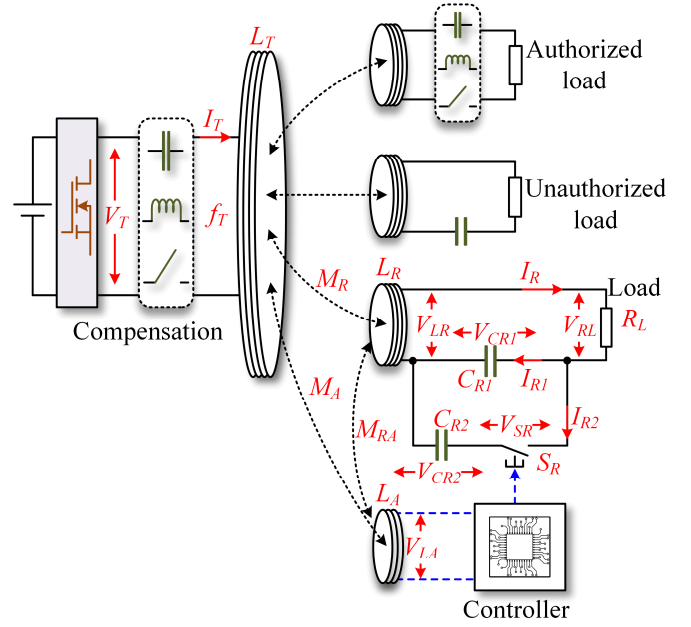 L_T
Authorized
load
I_T
V_T
f_T
Unauthorized
load
Compensation
M_R
L_R
I_R
Load
V_LR
V_CR1
V_RL
R_L
C_R1
I_R1
M_A
M_RA
C_R2
V_SR
I_R2
V_CR2
S_R
L_A
V_LA
Controller